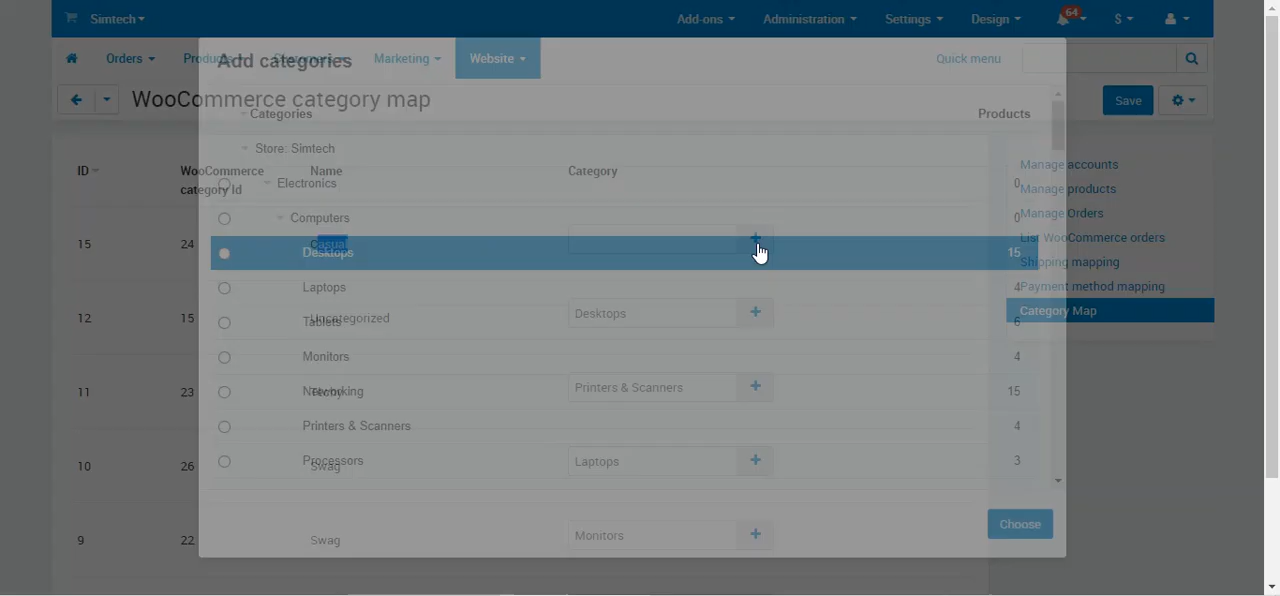 Simtech
Add-ons
Administration
Settings
Design
64
$
Orders
Products
Customers
Marketing
Website
Quick menu
Add categories
WooCommerce category map
Save
Categories
Products
Store: Simtech
ID
WooCommerce
category Id
Name
Category
Manage accounts
Electronics
0
Manage products
Computers
0
Manage Orders
15
24
Casual
List WooCommerce orders
Desktops
15
Shipping mapping
Laptops
4
Payment method mapping
12
15
Uncategorized
Desktops
Category Map
Tablets
6
Monitors
4
11
23
Techy
Printers & Scanners
Networking
15
Printers & Scanners
4
10
26
Swag
Laptops
Processors
3
Choose
9
22
Swag
Monitors